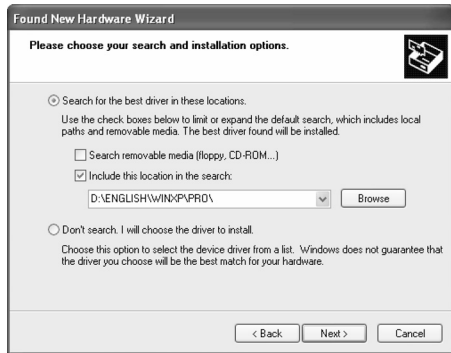 Found New Hardware Wizard
Please choose your search and installation options.
Search for the best driver in these locations.
Use the check boxes below to limit or expand the default search, which includes local
paths and removable media. The best driver found will be installed.
Search removable media (floppy, CD-ROM...)
Include this location in the search:
D:\ENGLISH\WINXP\PRO\
Browse
Don't search. I will choose the driver to install.
Choose this option to select the device driver from a list. Windows does not guarantee that
the driver you choose will be the best match for your hardware.
< Back
Next >
Cancel